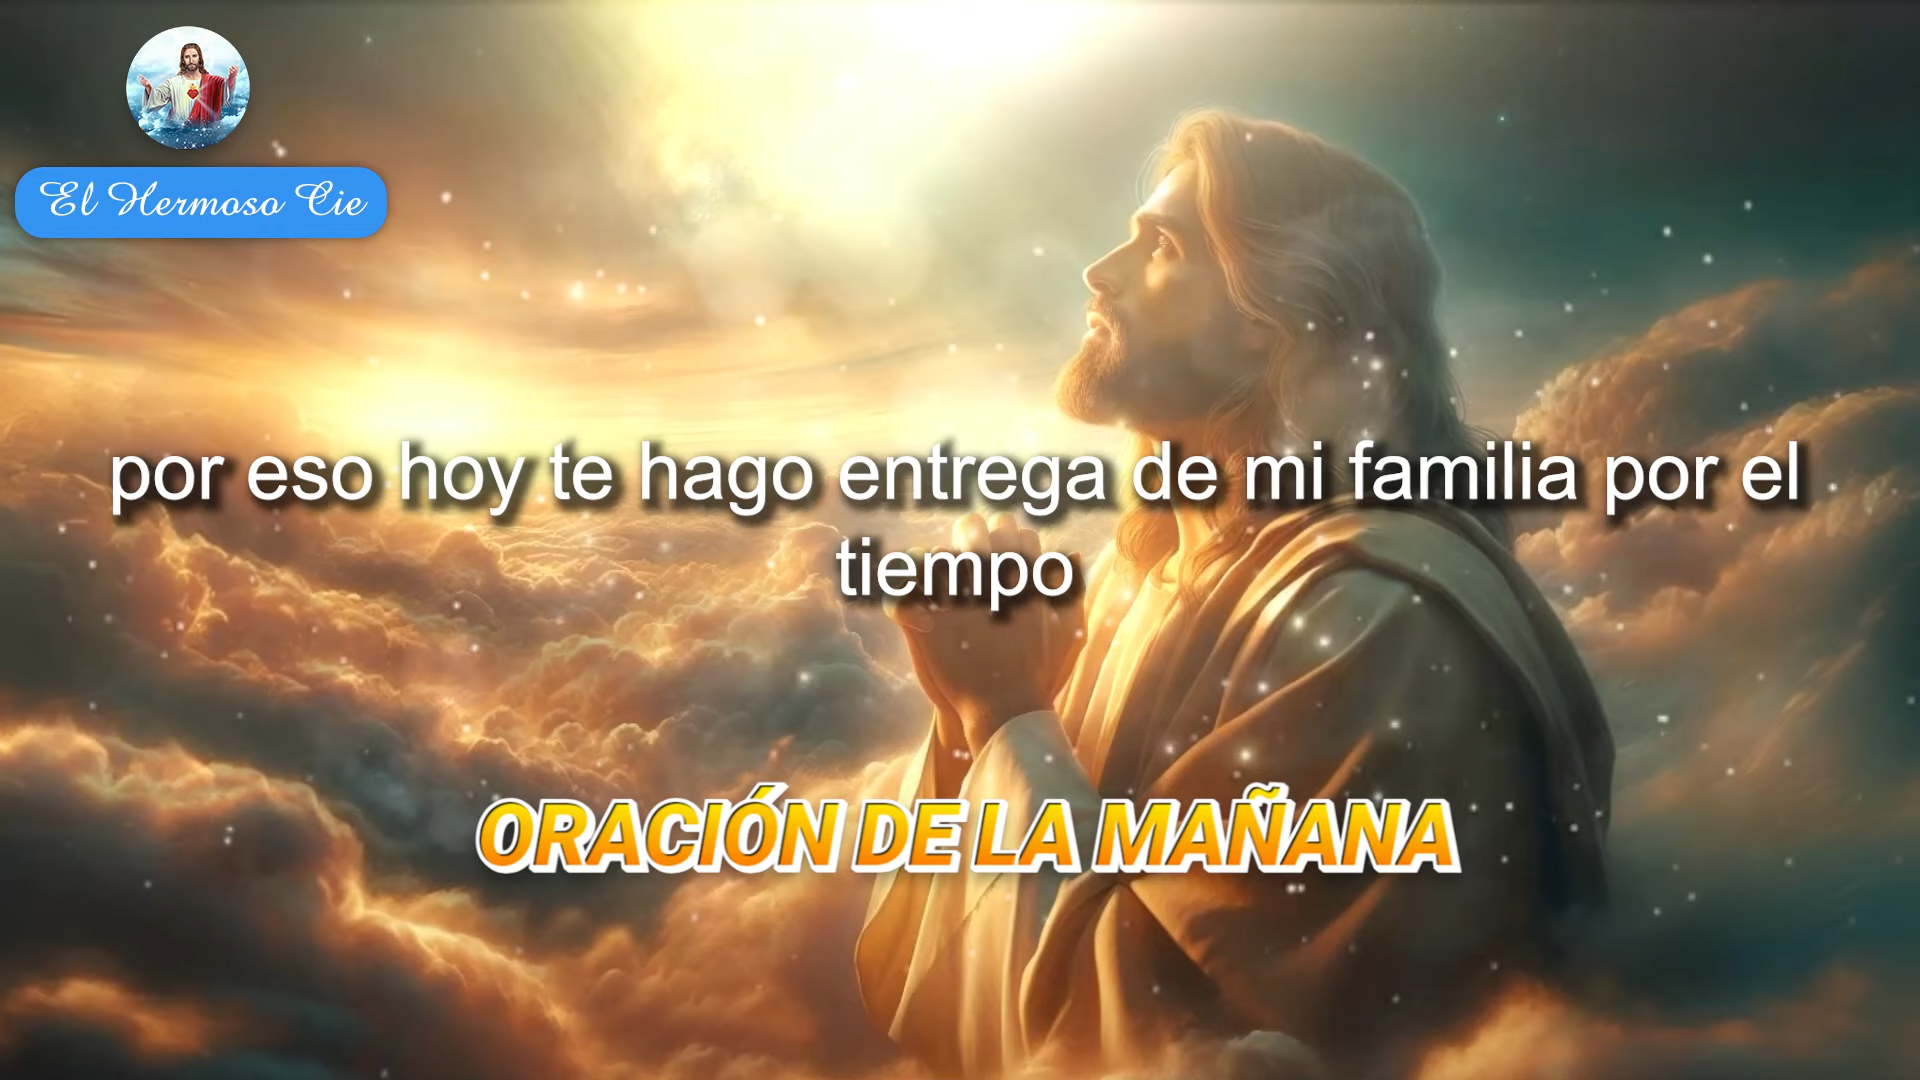 El Hermoso Cie
por eso hoy te hago entrega de mi familia por el
tiempo
ORACIÓN DE LA MAÑANA